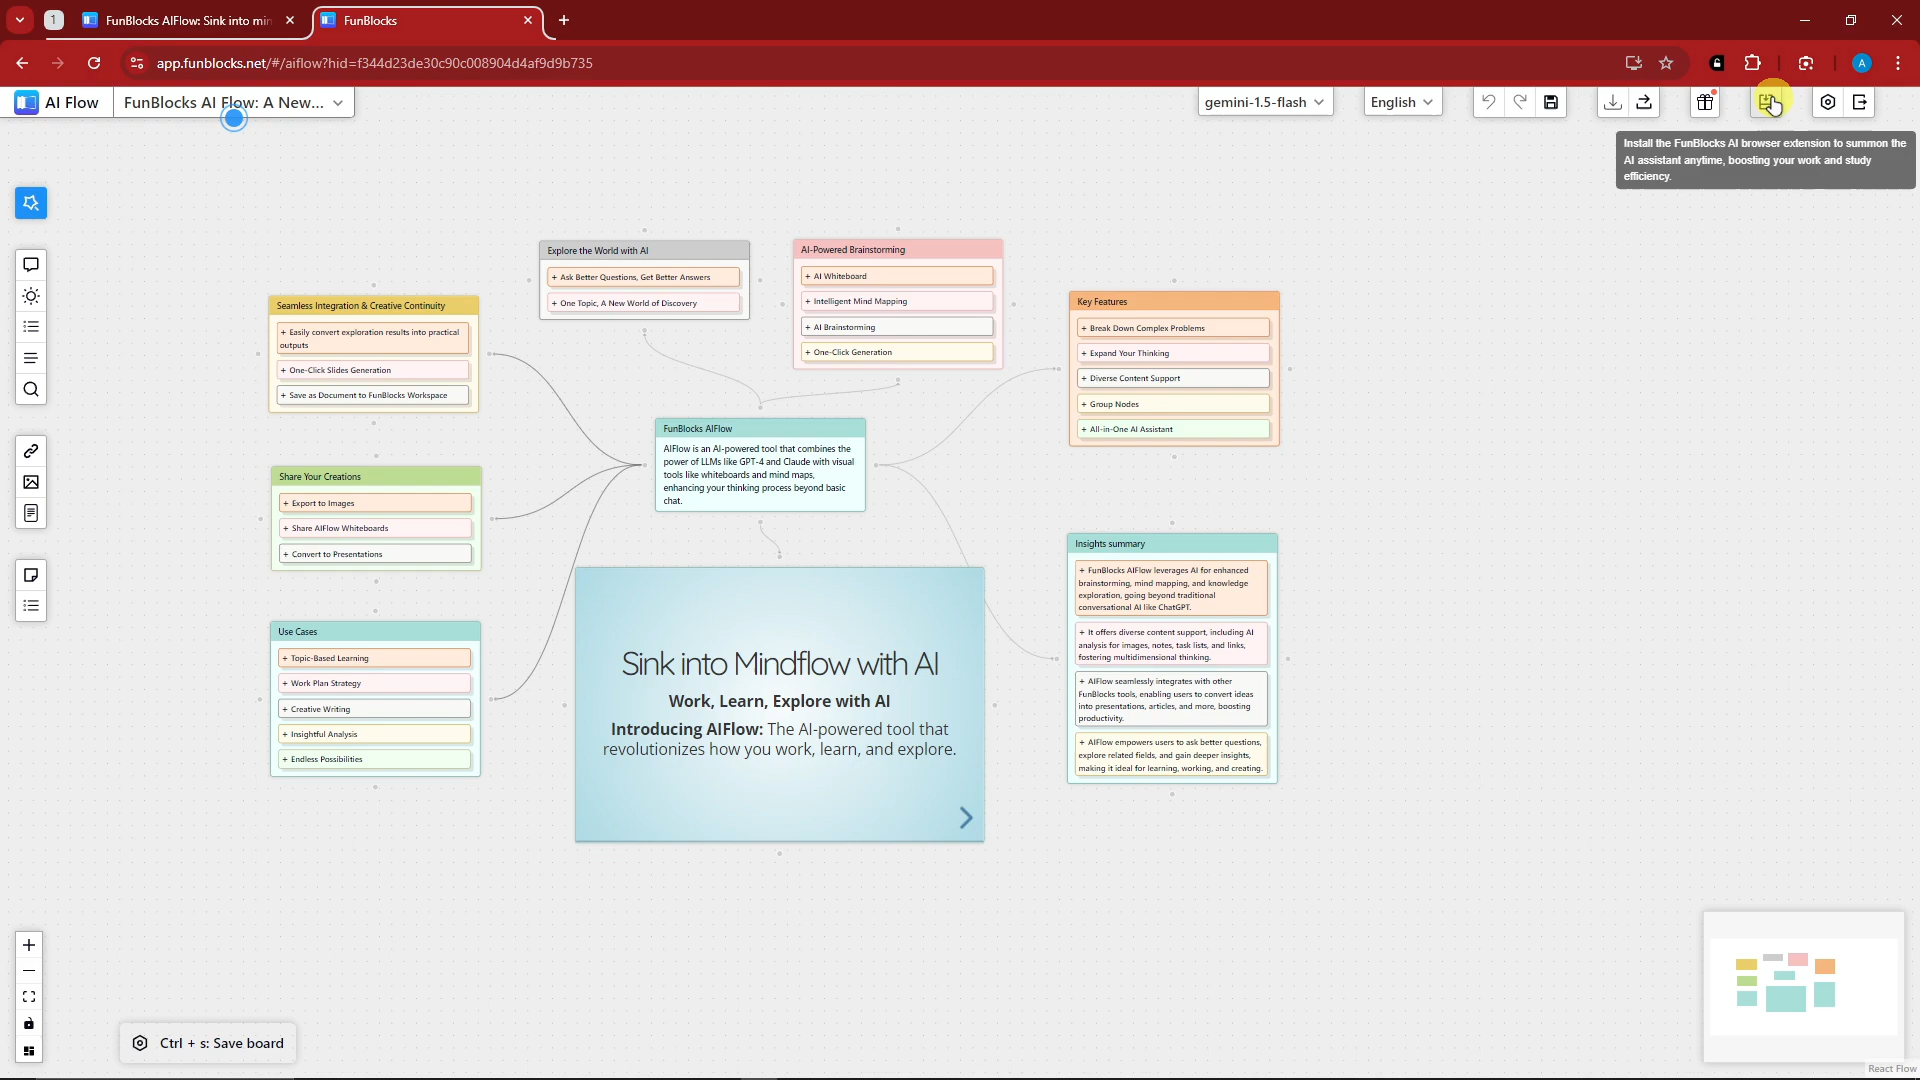 1
FunBlocks AIFlow: Sink into min
FunBlocks
app.funblocks.net/#/aiflow?hid=f344d23de30c90c008904d4af9d9b735
A
AI Flow
FunBlocks AI Flow: A New...
gemini-1.5-flash
English
Install the FunBlocks AI browser extension to summon the
AI assistant anytime, boosting your work and study
efficiency.
Explore the World with AI
+ Ask Better Questions, Get Better Answers
+ One Topic, A New World of Discovery
AI-Powered Brainstorming
+ AI Whiteboard
+ Intelligent Mind Mapping
+ AI Brainstorming
+ One-Click Generation
Seamless Integration & Creative Continuity
+ Easily convert exploration results into practical
outputs
+ One-Click Slides Generation
+ Save as Document to FunBlocks Workspace
Key Features
+ Break Down Complex Problems
+ Expand Your Thinking
+ Diverse Content Support
+ Group Nodes
+ All-in-One AI Assistant
FunBlocks AIFlow
AIFlow is an AI-powered tool that combines the
power of LLMs like GPT-4 and Claude with visual
tools like whiteboards and mind maps,
enhancing your thinking process beyond basic
chat.
Share Your Creations
+ Export to Images
+ Share AIFlow Whiteboards
+ Convert to Presentations
Insights summary
+ FunBlocks AIFlow leverages AI for enhanced
brainstorming, mind mapping, and knowledge
exploration, going beyond traditional
conversational AI like ChatGPT.
+ It offers diverse content support, including AI
analysis for images, notes, task lists, and links,
fostering multidimensional thinking.
+ AIFlow seamlessly integrates with other
FunBlocks tools, enabling users to convert ideas
into presentations, articles, and more, boosting
productivity.
+ AIFlow empowers users to ask better questions,
explore related fields, and gain deeper insights,
making it ideal for learning, working, and creating.
Use Cases
+ Topic-Based Learning
+ Work Plan Strategy
+ Creative Writing
+ Insightful Analysis
+ Endless Possibilities
Sink into Mindflow with AI
Work, Learn, Explore with AI
Introducing AIFlow: The AI-powered tool that
revolutionizes how you work, learn, and explore.
Ctrl + s: Save board
React Flow